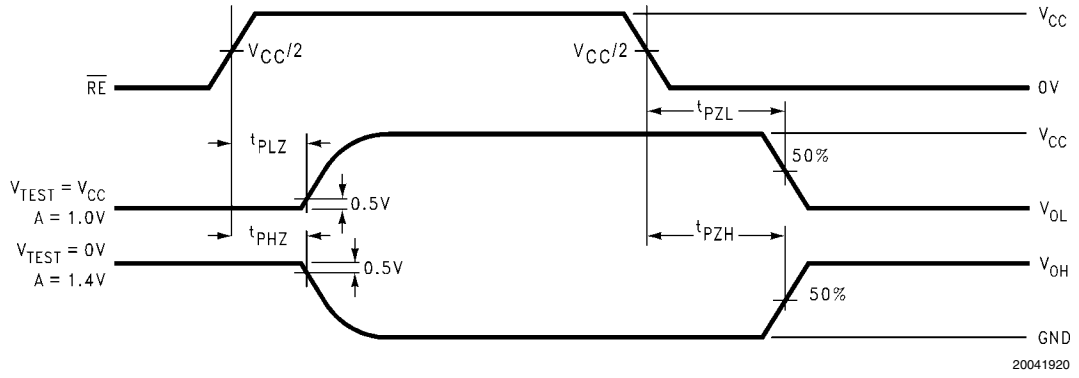 V_CC
V_CC/2
V_CC/2
R̅E̅
0V
t_PZL
t_PLZ
V_CC
50%
V_TEST = V_CC
A = 1.0V
0.5V
V_OL
t_PHZ
t_PZH
V_TEST = 0V
A = 1.4V
0.5V
V_OH
50%
GND
20041920